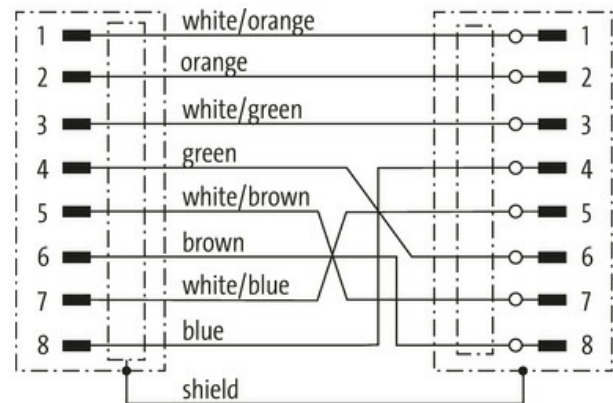 1 white/orange 1
2 orange 2
3 white/green 3
4 green 4
5 white/brown 5
6 brown 6
7 white/blue 7
8 blue 8
shield